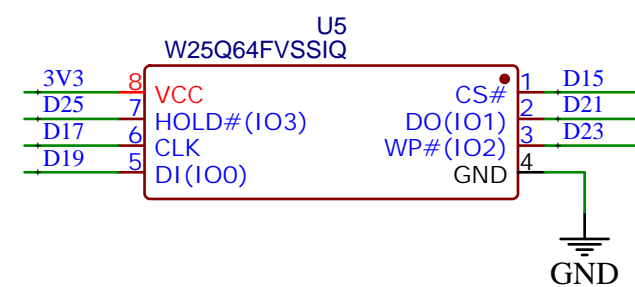 U5
W25Q64FVSSIQ
3V3 8 VCC CS# 1 D15
D25 7 HOLD#(IO3) DO(IO1) 2 D21
D17 6 CLK WP#(IO2) 3 D23
D19 5 DI(IO0) GND 4
GND